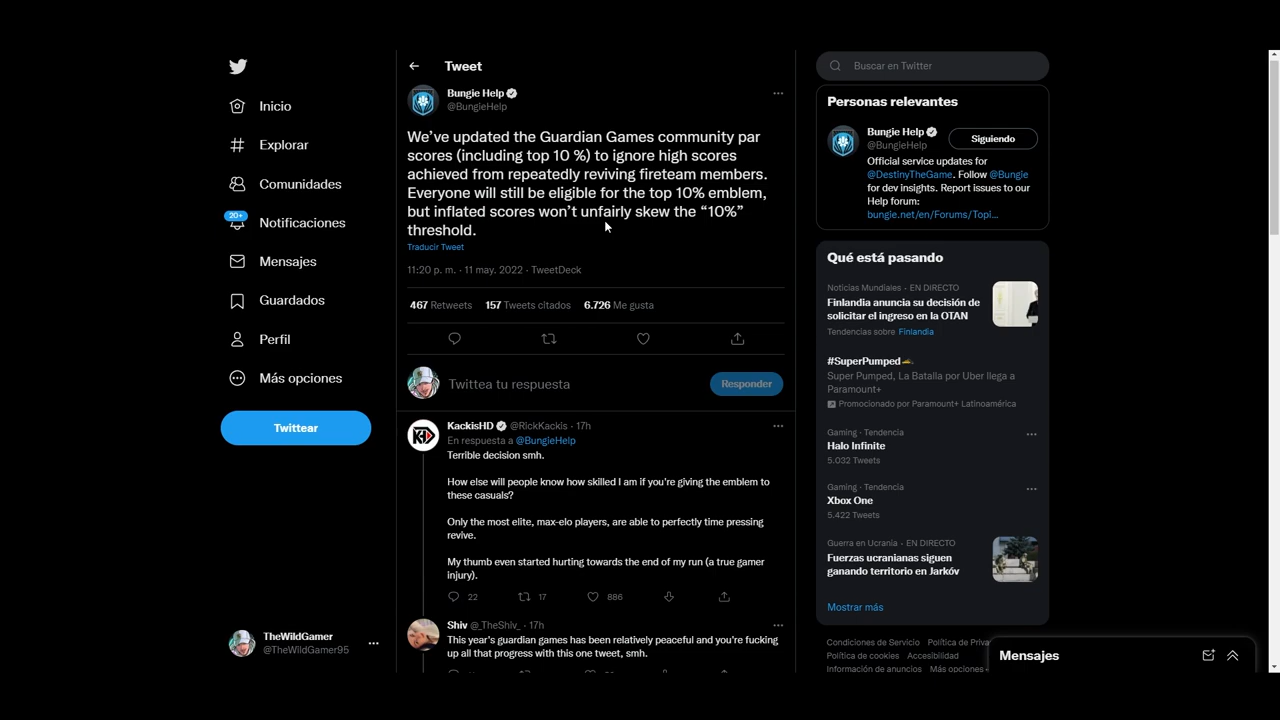 Inicio
Explorar
Comunidades
20+
Notificaciones
Mensajes
Guardados
Perfil
Más opciones
Twittear
TheWildGamer
@TheWildGamer95
Tweet
Bungie Help
@BungieHelp
We've updated the Guardian Games community par
scores (including top 10 %) to ignore high scores
achieved from repeatedly reviving fireteam members.
Everyone will still be eligible for the top 10% emblem,
but inflated scores won't unfairly skew the “10%”
threshold.
Traducir Tweet
11:20 p. m. · 11 may. 2022 · TweetDeck
467 Retweets 157 Tweets citados 6.726 Me gusta
Twittea tu respuesta
Responder
KackisHD @RickKackis · 17h
En respuesta a @BungieHelp
Terrible decision smh.
How else will people know how skilled I am if you're giving the emblem to
these casuals?
Only the most elite, max-elo players, are able to perfectly time pressing
revive.
My thumb even started hurting towards the end of my run (a true gamer
injury).
22 17 886
Shiv @_TheShiv_ · 17h
This year's guardian games has been relatively peaceful and you're fucking
up all that progress with this one tweet, smh.
Buscar en Twitter
Personas relevantes
Bungie Help
@BungieHelp
Siguiendo
Official service updates for
@DestinyTheGame. Follow @Bungie
for dev insights. Report issues to our
Help forum:
bungie.net/en/Forums/Topi...
Qué está pasando
Noticias Mundiales · EN DIRECTO
Finlandia anuncia su decisión de
solicitar el ingreso en la OTAN
Tendencias sobre Finlandia
#SuperPumped
Super Pumped, La Batalla por Uber llega a
Paramount+
Promocionado por Paramount+ Latinoamérica
Gaming · Tendencia
Halo Infinite
5.032 Tweets
Gaming · Tendencia
Xbox One
5.422 Tweets
Guerra en Ucrania · EN DIRECTO
Fuerzas ucranianas siguen
ganando territorio en Jarkóv
Mostrar más
Condiciones de Servicio Política de Priva
Política de cookies Accesibilidad
Información de anuncios Más opciones
Mensajes